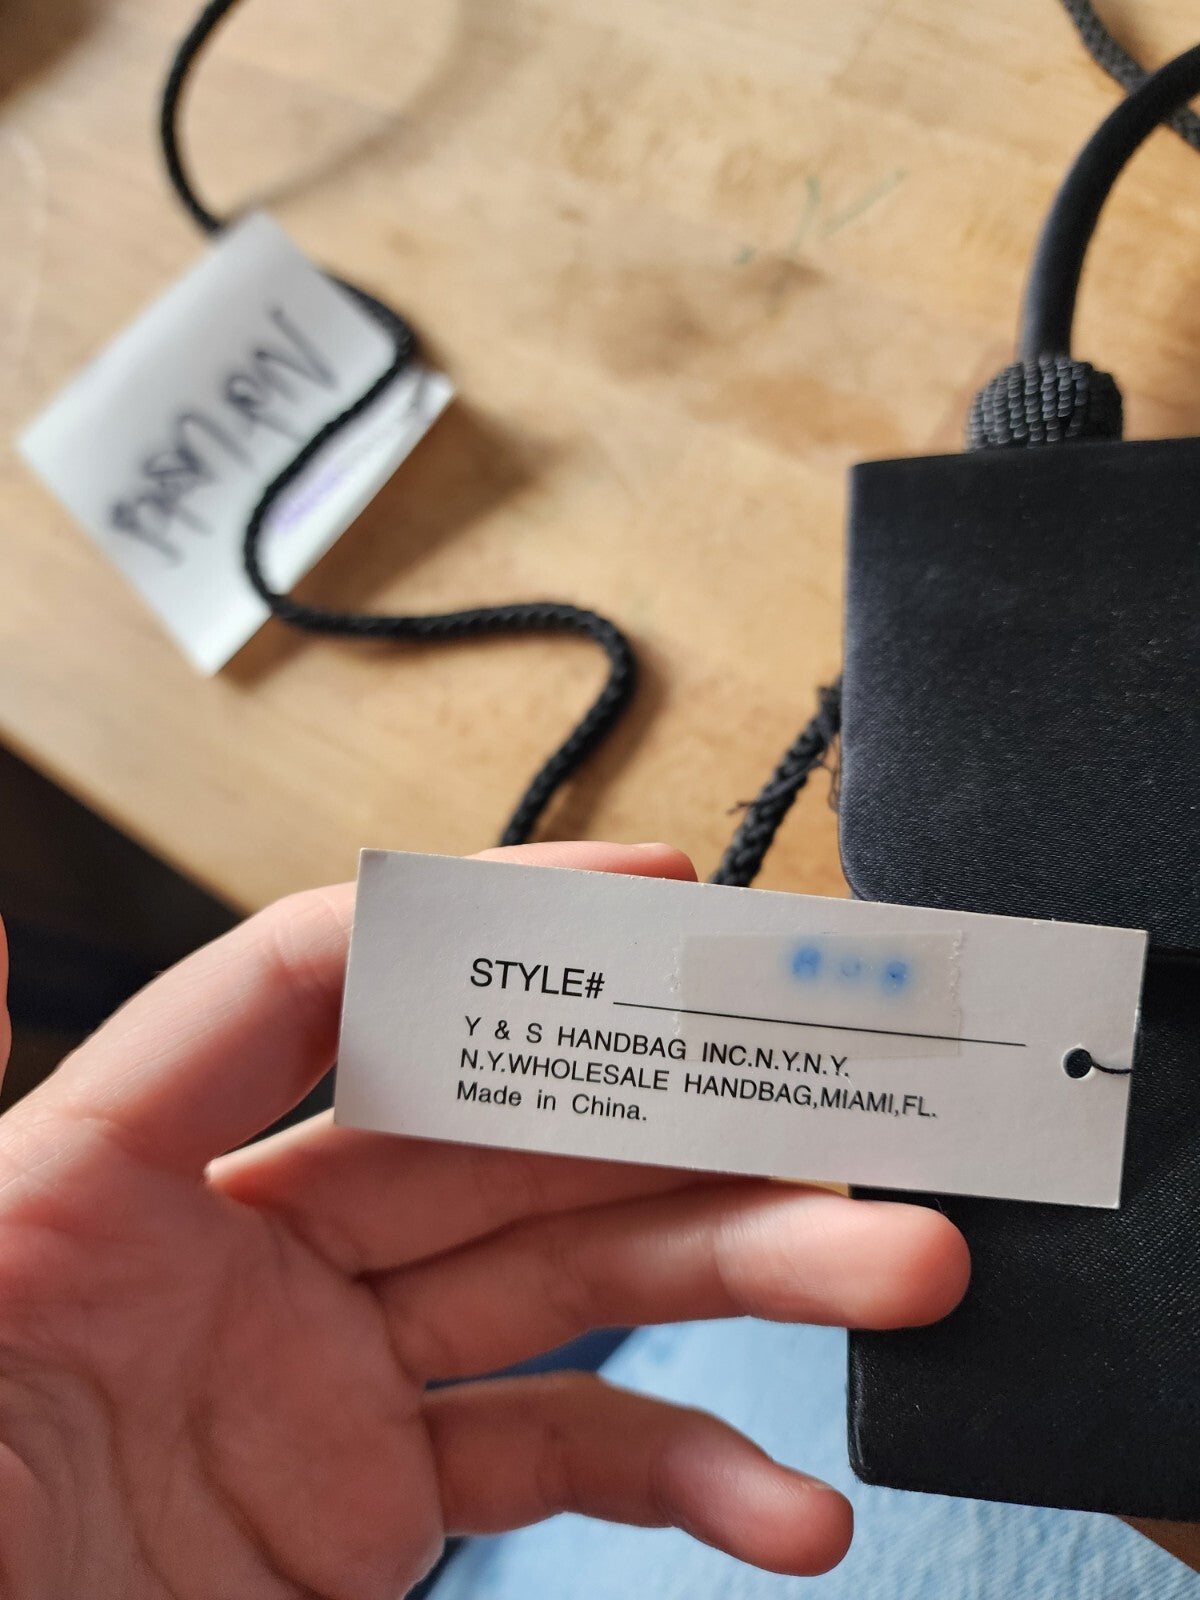 STYLE#
Y & S HANDBAG INC.N.Y.N.Y.
N.Y.WHOLESALE HANDBAG,MIAMI,FL.
Made in China.